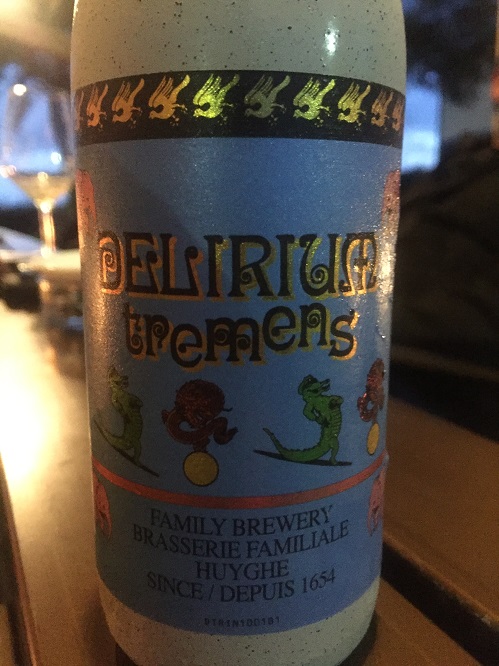 DELIRIUM
tremens
FAMILY BREWERY
BRASSERIE FAMILIALE
HUYGHE
SINCE / DEPUIS 1654